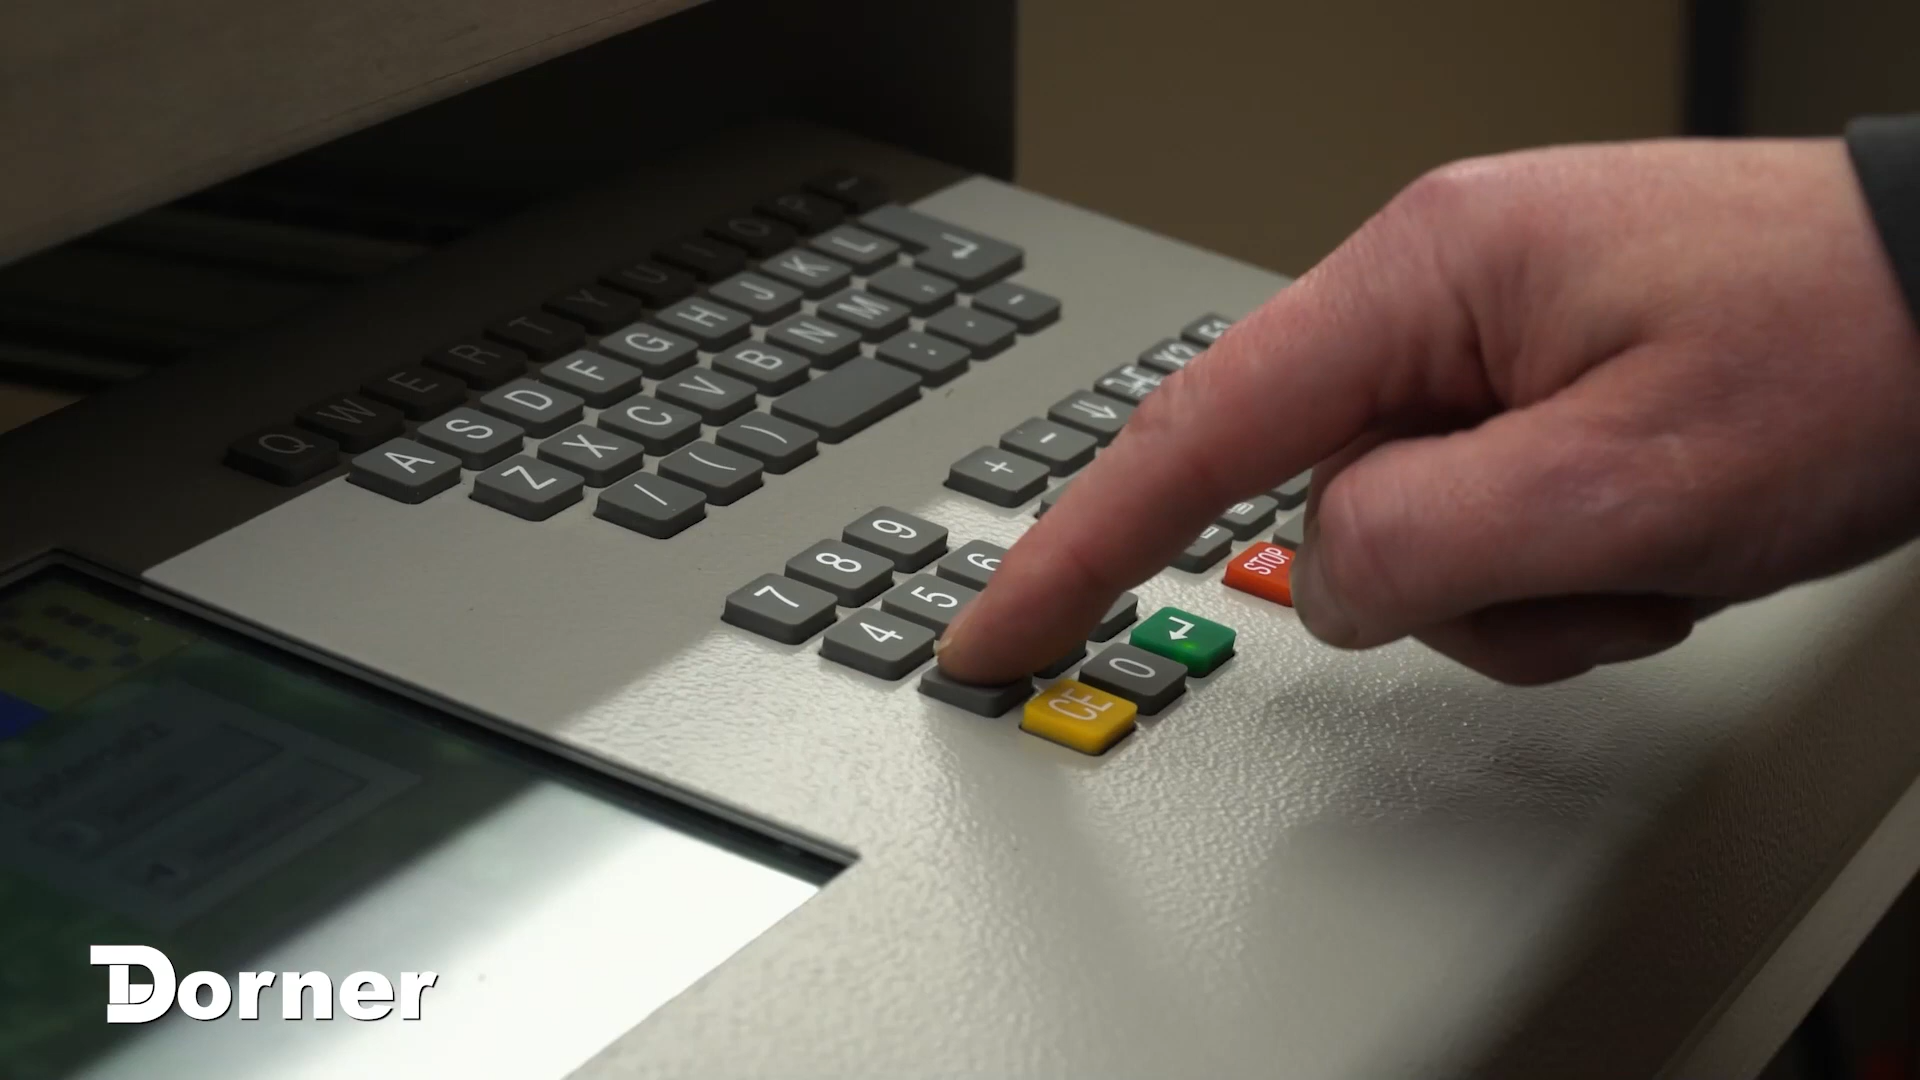 Q W E R T Y U I O P ←
A S D F G H J K L ↵
Z X C V B N M , -
/ ( ) : .
+ -
7 8 9
4 5 6
0 ↵
CE
STOP
Dorner